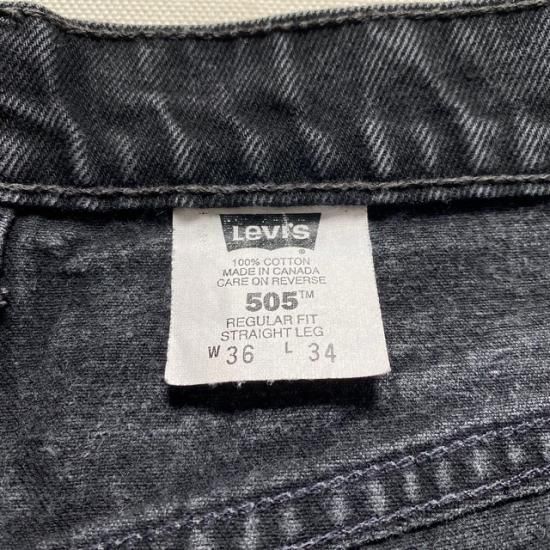 Levi's
100% COTTON
MADE IN CANADA
CARE ON REVERSE
505™
REGULAR FIT
STRAIGHT LEG
W 36 L 34